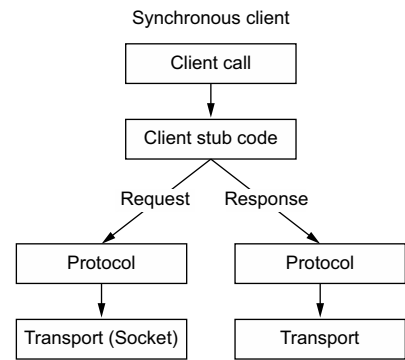 Synchronous client
Client call
Client stub code
Request Response
Protocol Protocol
Transport (Socket) Transport